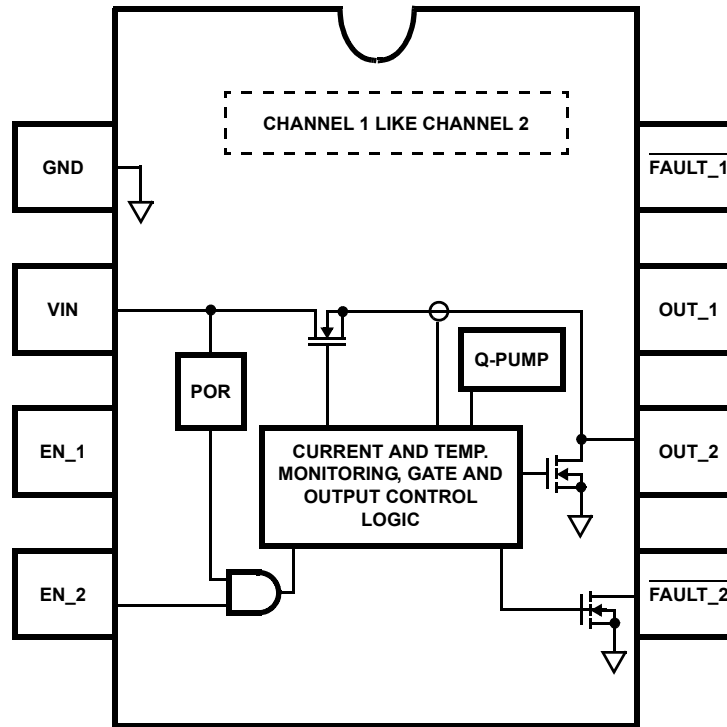 CHANNEL 1 LIKE CHANNEL 2
GND
FAULT_1
VIN
OUT_1
Q-PUMP
POR
EN_1
CURRENT AND TEMP.
MONITORING, GATE AND
OUTPUT CONTROL
LOGIC
OUT_2
EN_2
FAULT_2